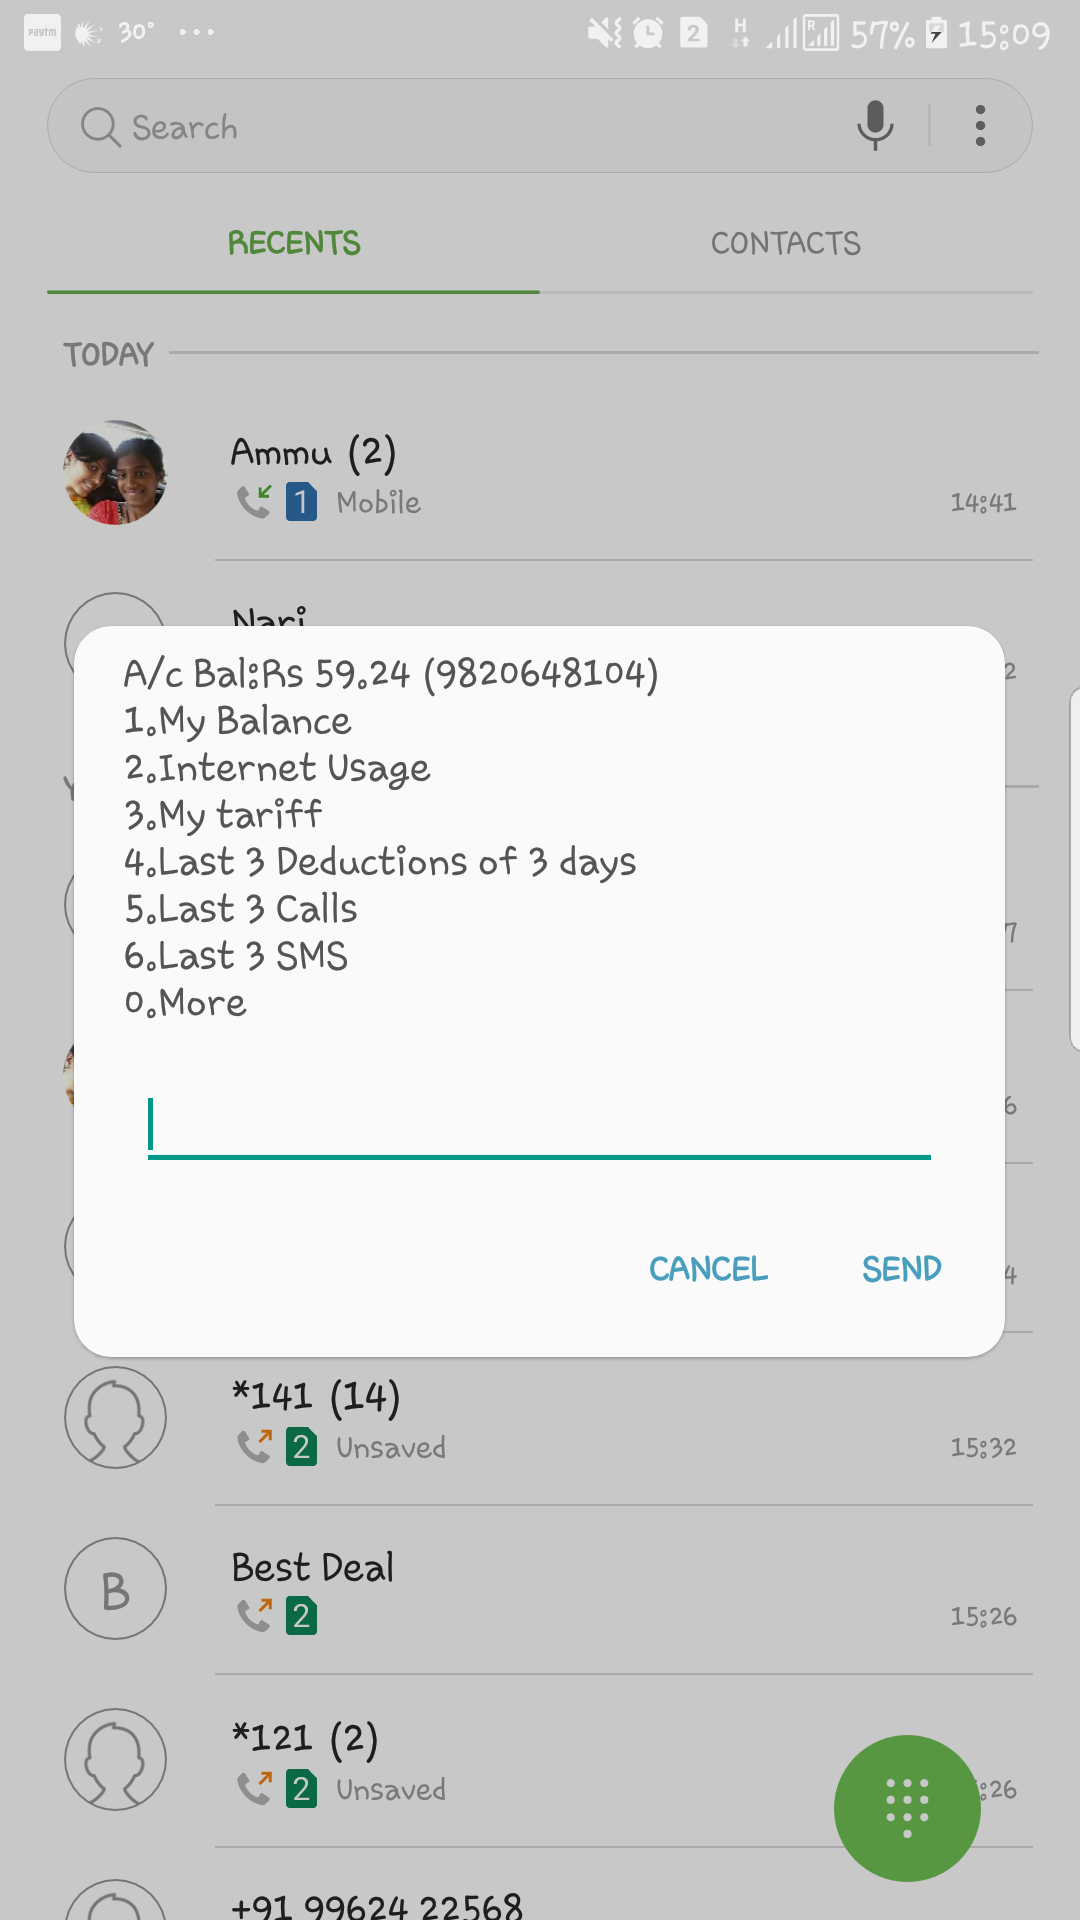 paytm 30° 2 H R 57% 15:09
Search
RECENTS CONTACTS
TODAY
Ammu (2)
1 Mobile 14:41
Nari
A/c Bal:Rs 59.24 (9820648104)
1.My Balance
2.Internet Usage
3.My tariff
4.Last 3 Deductions of 3 days
5.Last 3 Calls
6.Last 3 SMS
0.More
CANCEL SEND
*141 (14)
2 Unsaved 15:32
B Best Deal
2 15:26
*121 (2)
2 Unsaved :26
+91 99624 22568